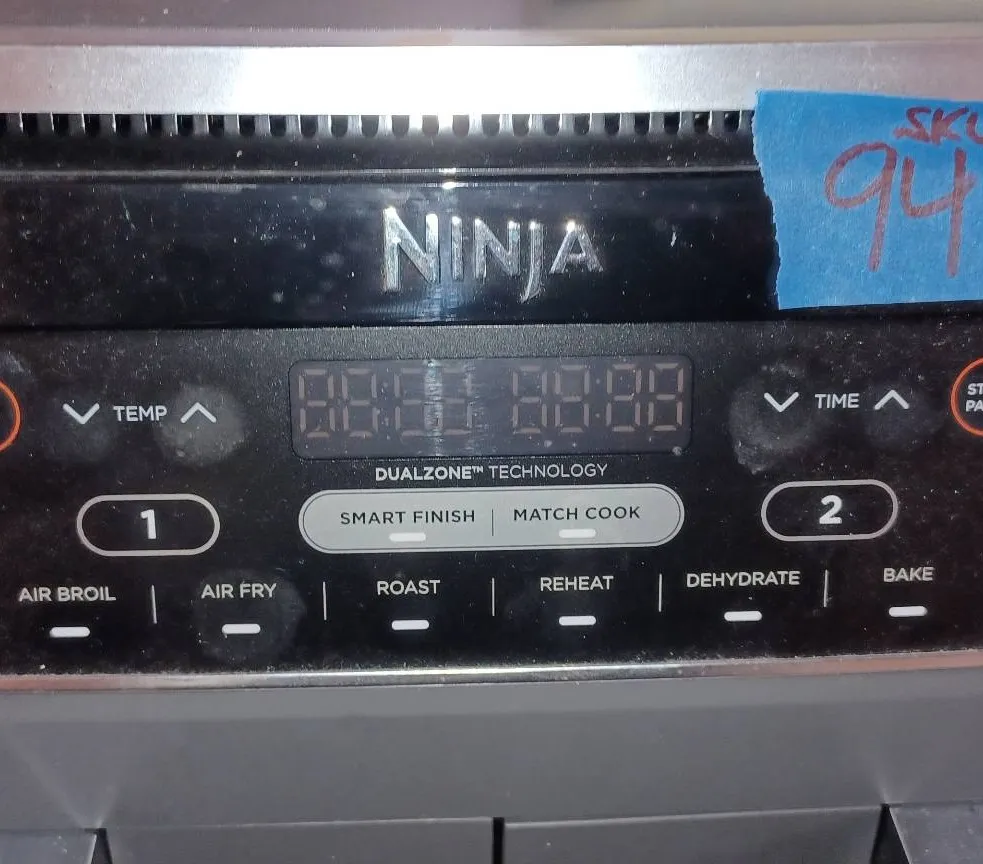 SKU
94
NINJA
TEMP
TIME
DUALZONE™ TECHNOLOGY
1
SMART FINISH | MATCH COOK
2
AIR BROIL | AIR FRY | ROAST | REHEAT | DEHYDRATE | BAKE